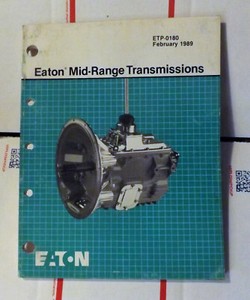 ETP-0180
February 1989
Eaton® Mid-Range Transmissions
EATON